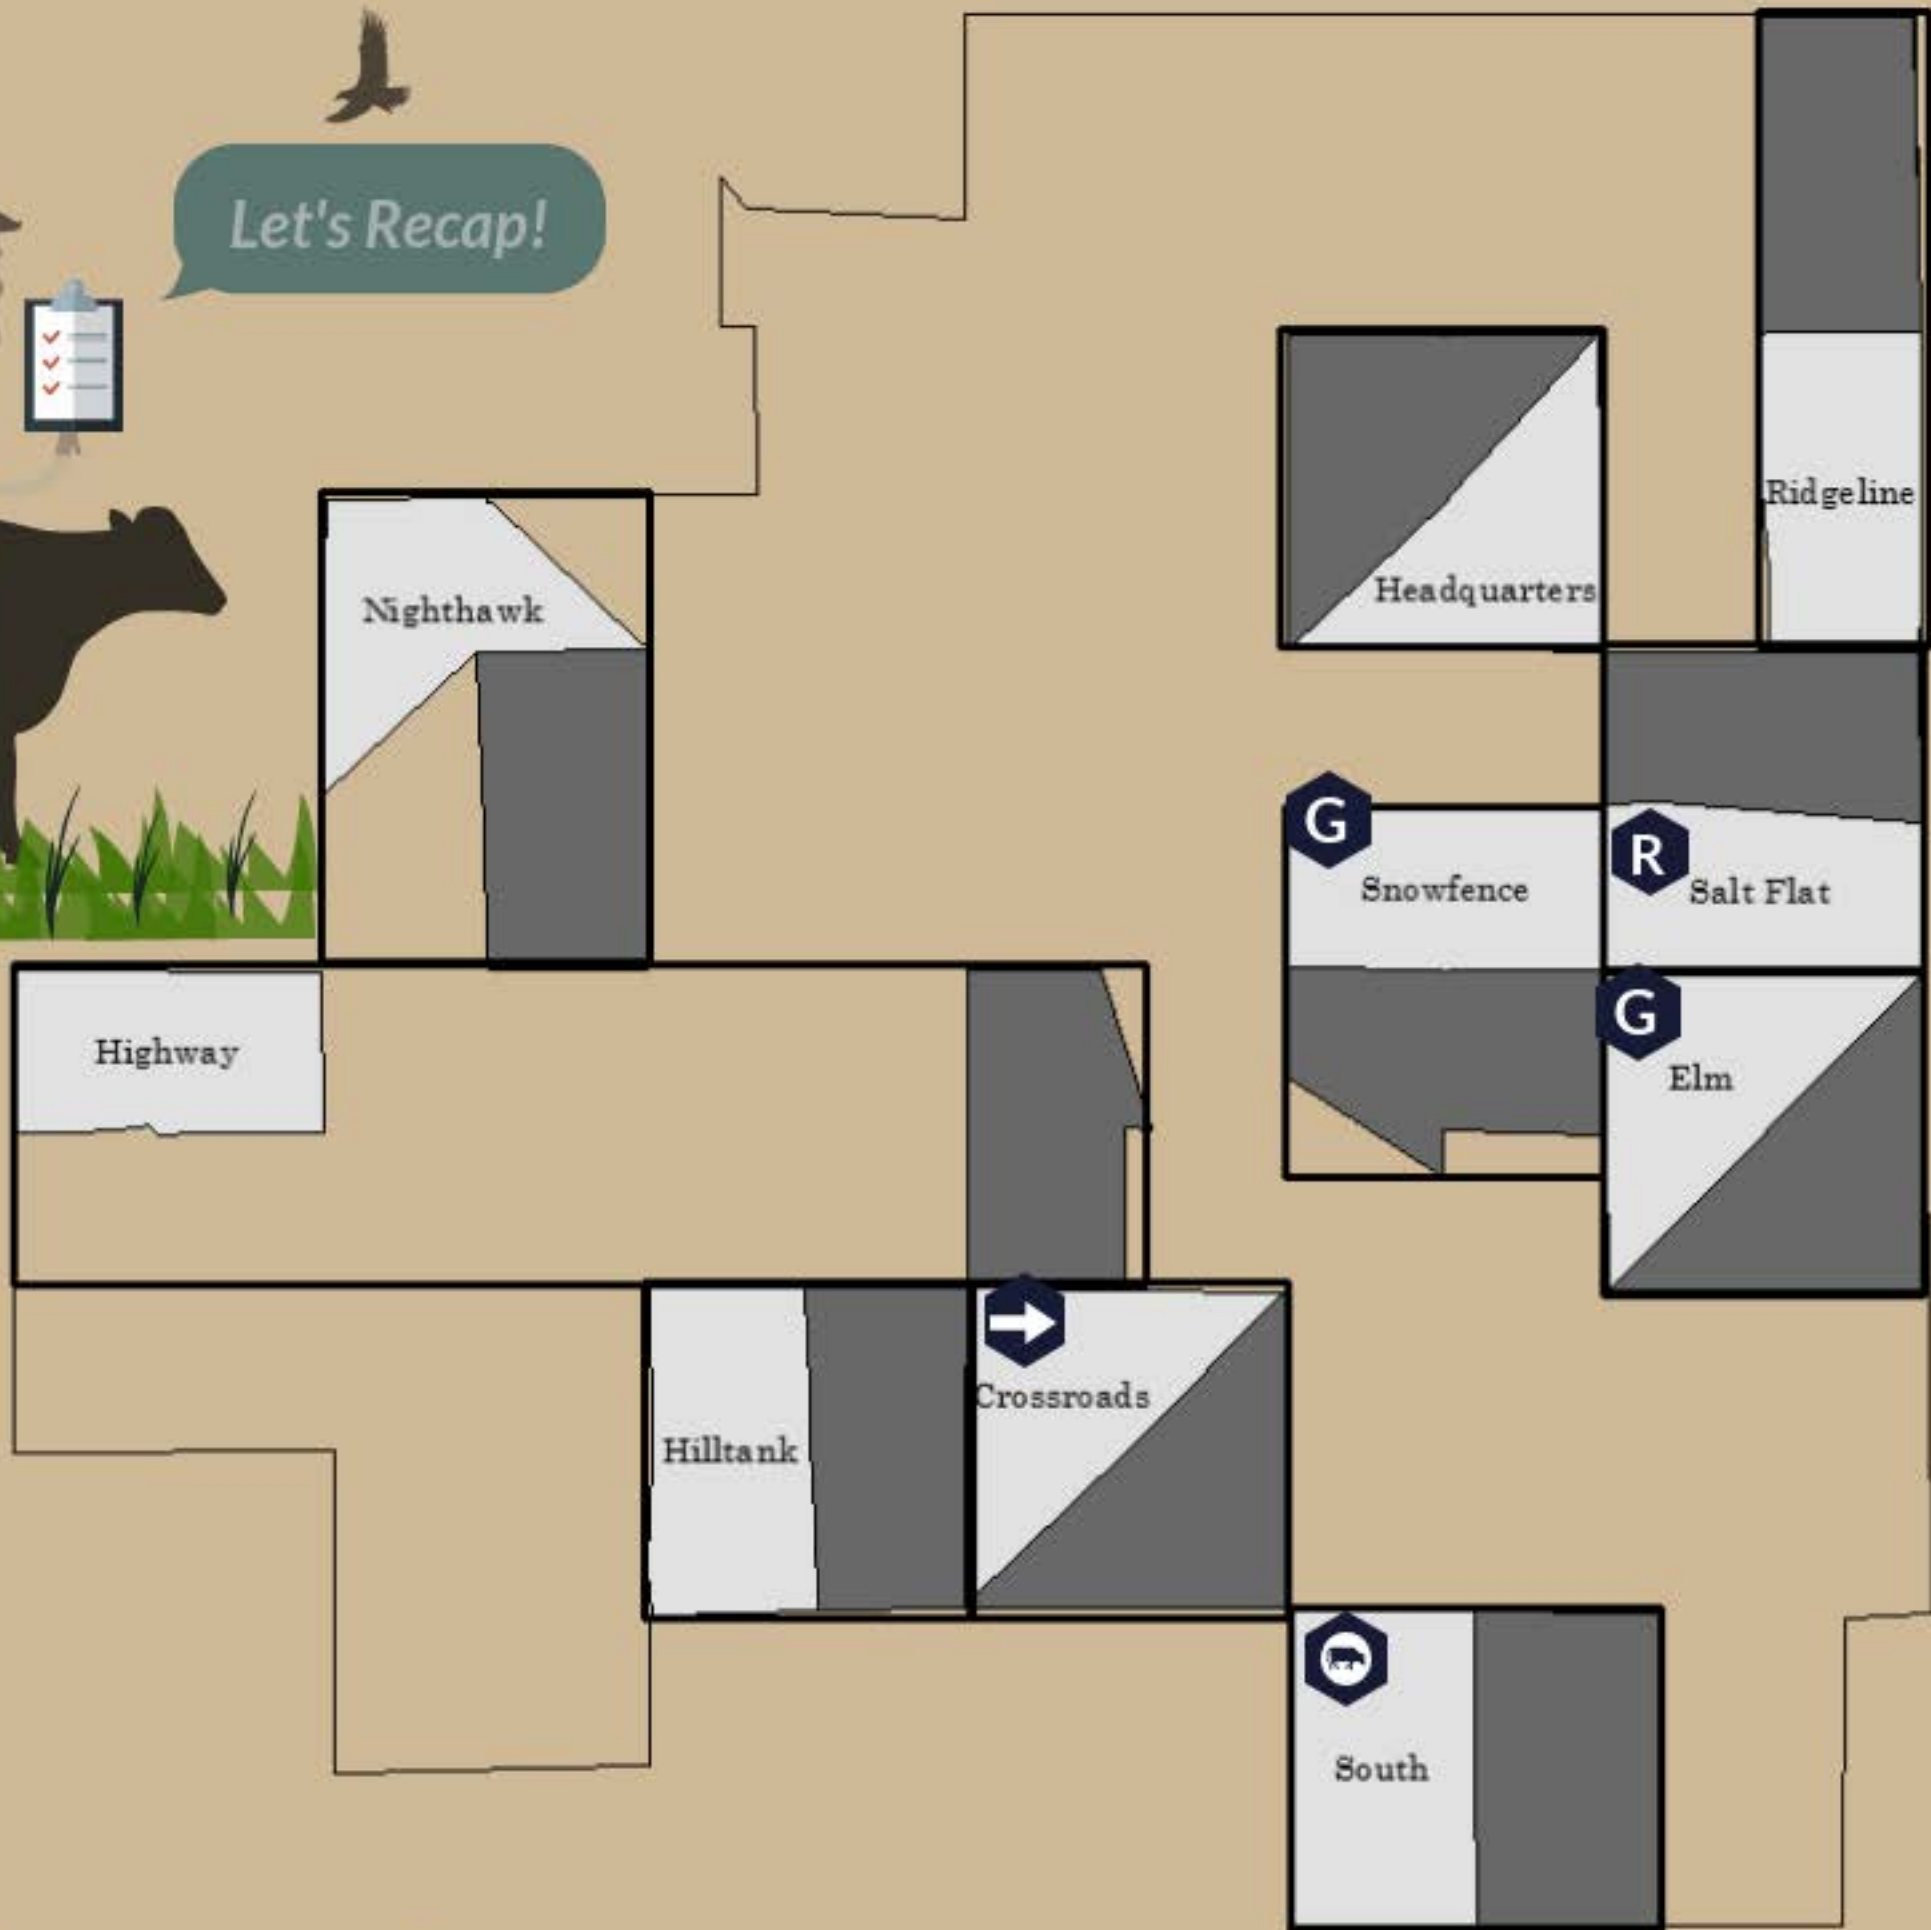 Let's Recap!
Ridgeline
Headquarters
Nighthawk
G
R
Snowfence
Salt Flat
G
Highway
Elm
Crossroads
Hilltank
South